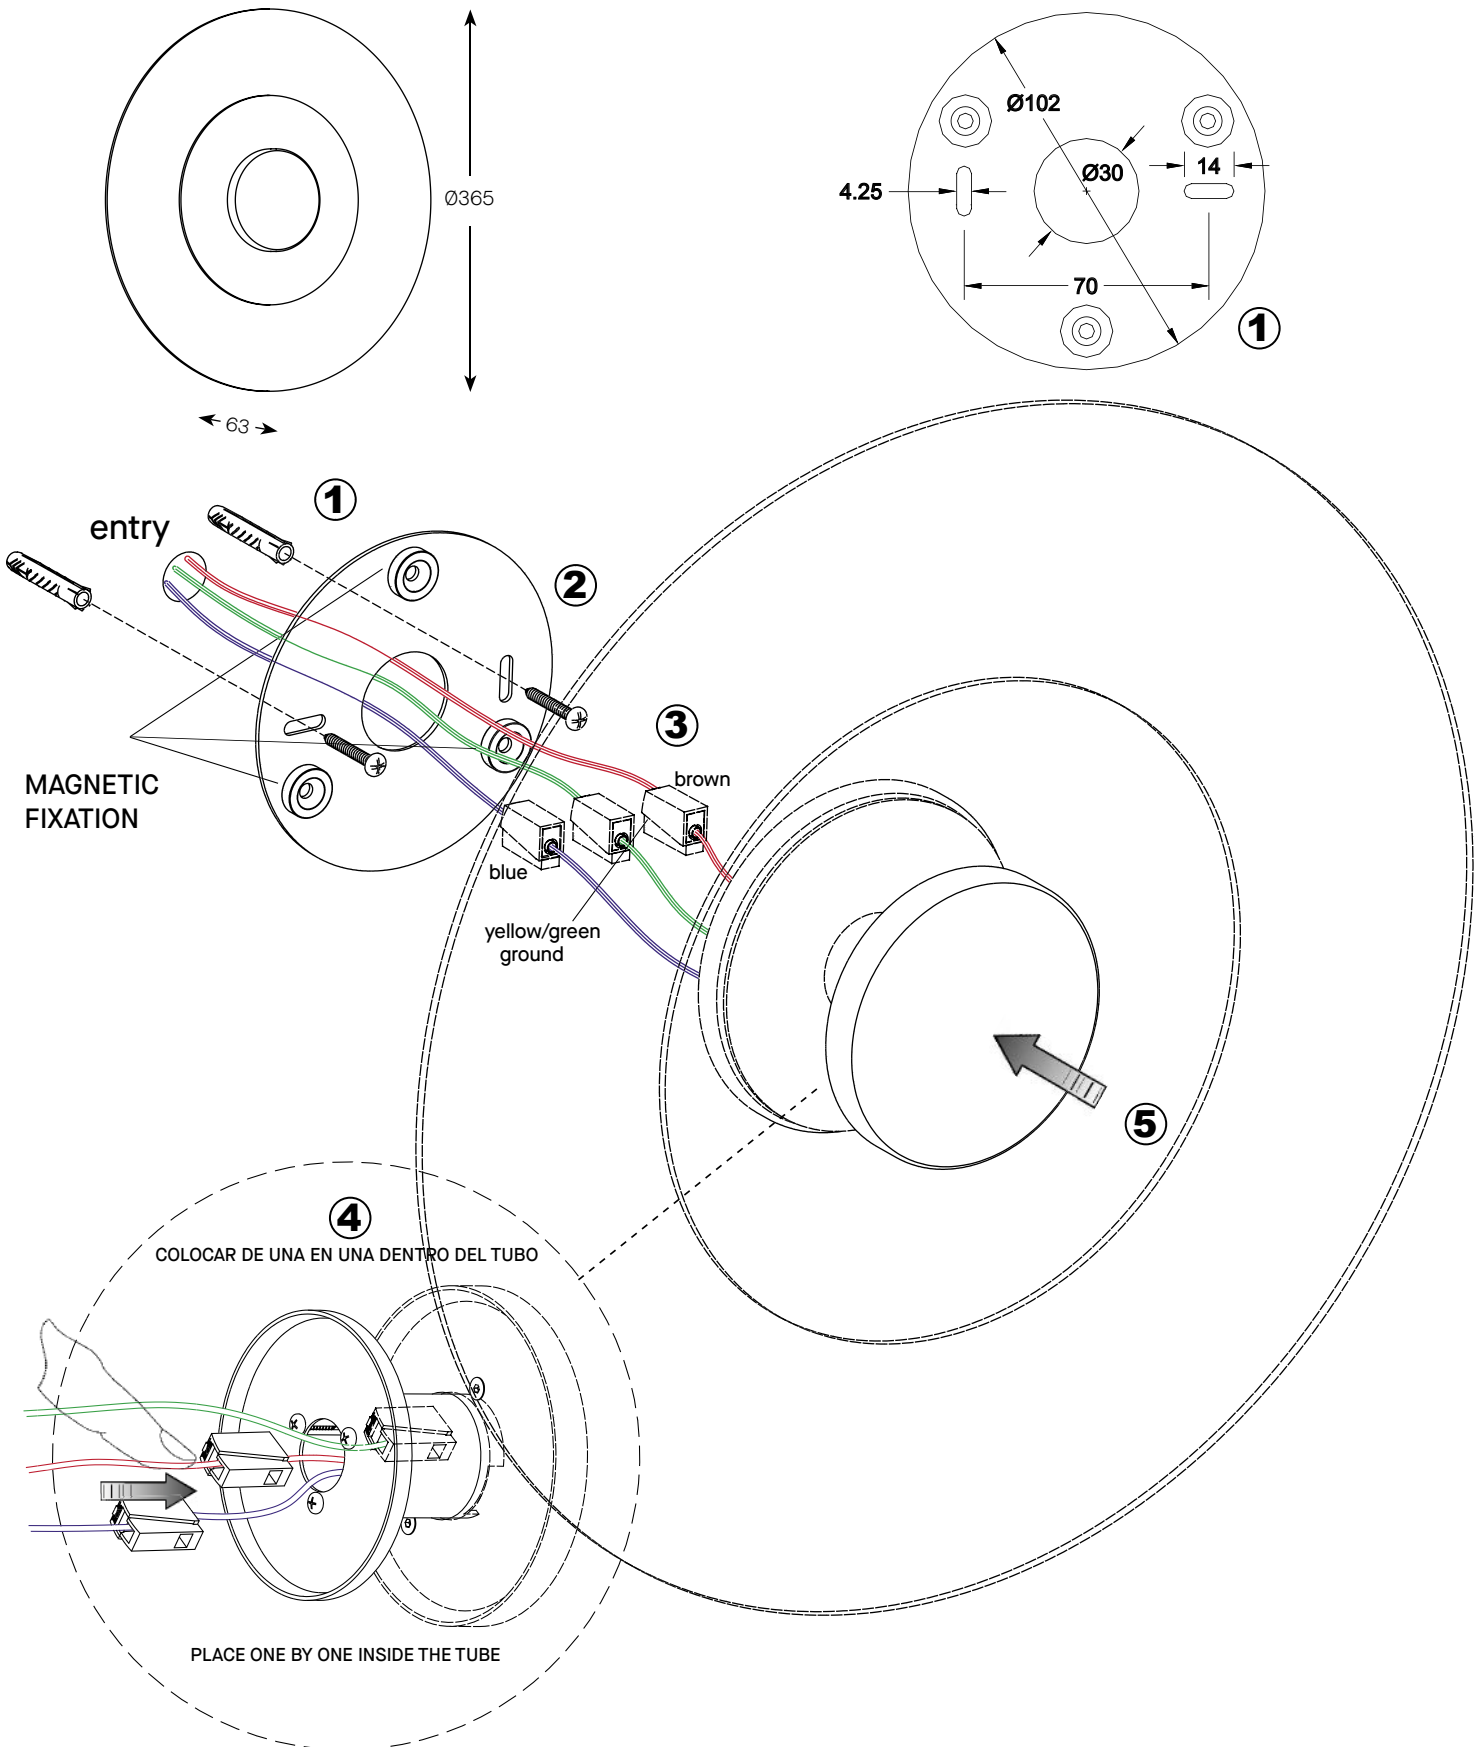 Ø365
63
Ø102
Ø30
14
4.25
70
1
1
entry
2
MAGNETIC
FIXATION
3
brown
blue
yellow/green
ground
5
4
COLOCAR DE UNA EN UNA DENTRO DEL TUBO
PLACE ONE BY ONE INSIDE THE TUBE